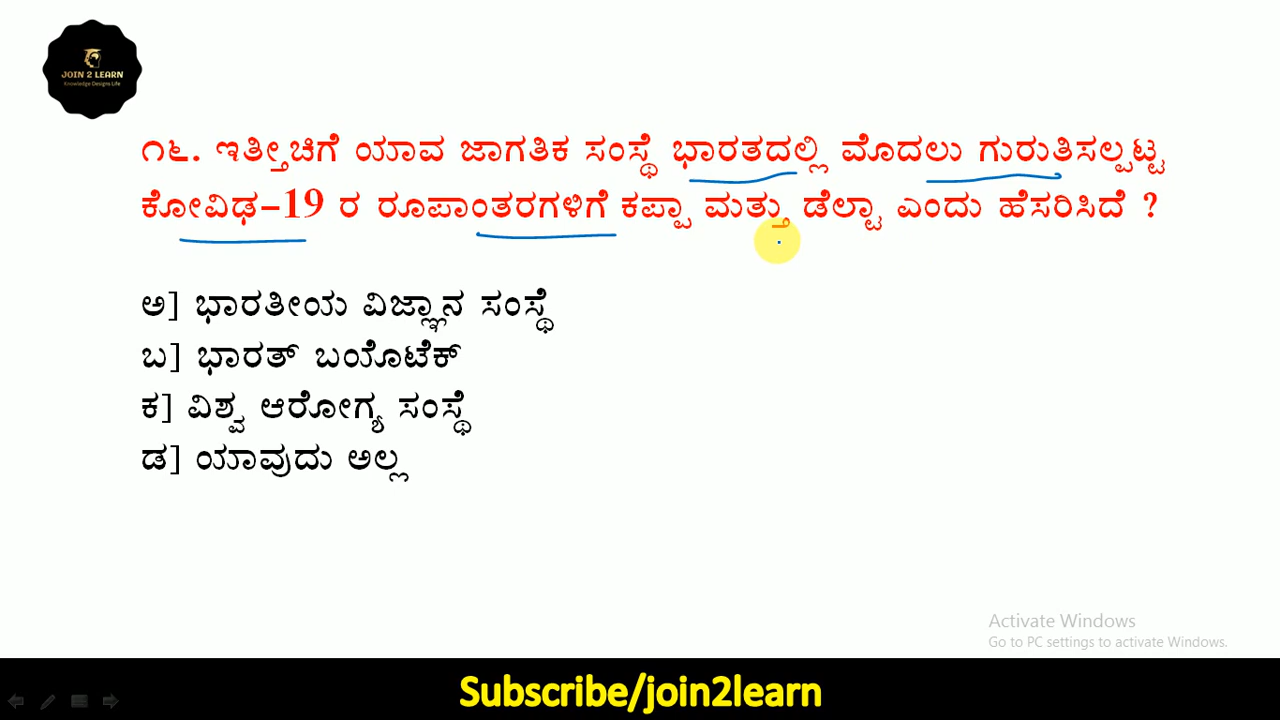 JOIN 2 LEARN
Knowledge Designs Life
೧೬. ಇತ್ತೀಚಿಗೆ ಯಾವ ಜಾಗತಿಕ ಸಂಸ್ಥೆ ಭಾರತದಲ್ಲಿ ಮೊದಲು ಗುರುತಿಸಲ್ಪಟ್ಟ
ಕೋವಿಢ-19 ರ ರೂಪಾಂತರಗಳಿಗೆ ಕಪ್ಪಾ ಮತ್ತು ಡೆಲ್ಟಾ ಎಂದು ಹೆಸರಿಸಿದೆ ?
ಅ] ಭಾರತೀಯ ವಿಜ್ಞಾನ ಸಂಸ್ಥೆ
ಬ] ಭಾರತ್ ಬಯೊಟೆಕ್
ಕ] ವಿಶ್ವ ಆರೋಗ್ಯ ಸಂಸ್ಥೆ
ಡ] ಯಾವುದು ಅಲ್ಲ
Activate Windows
Go to PC settings to activate Windows.
Subscribe/join2learn